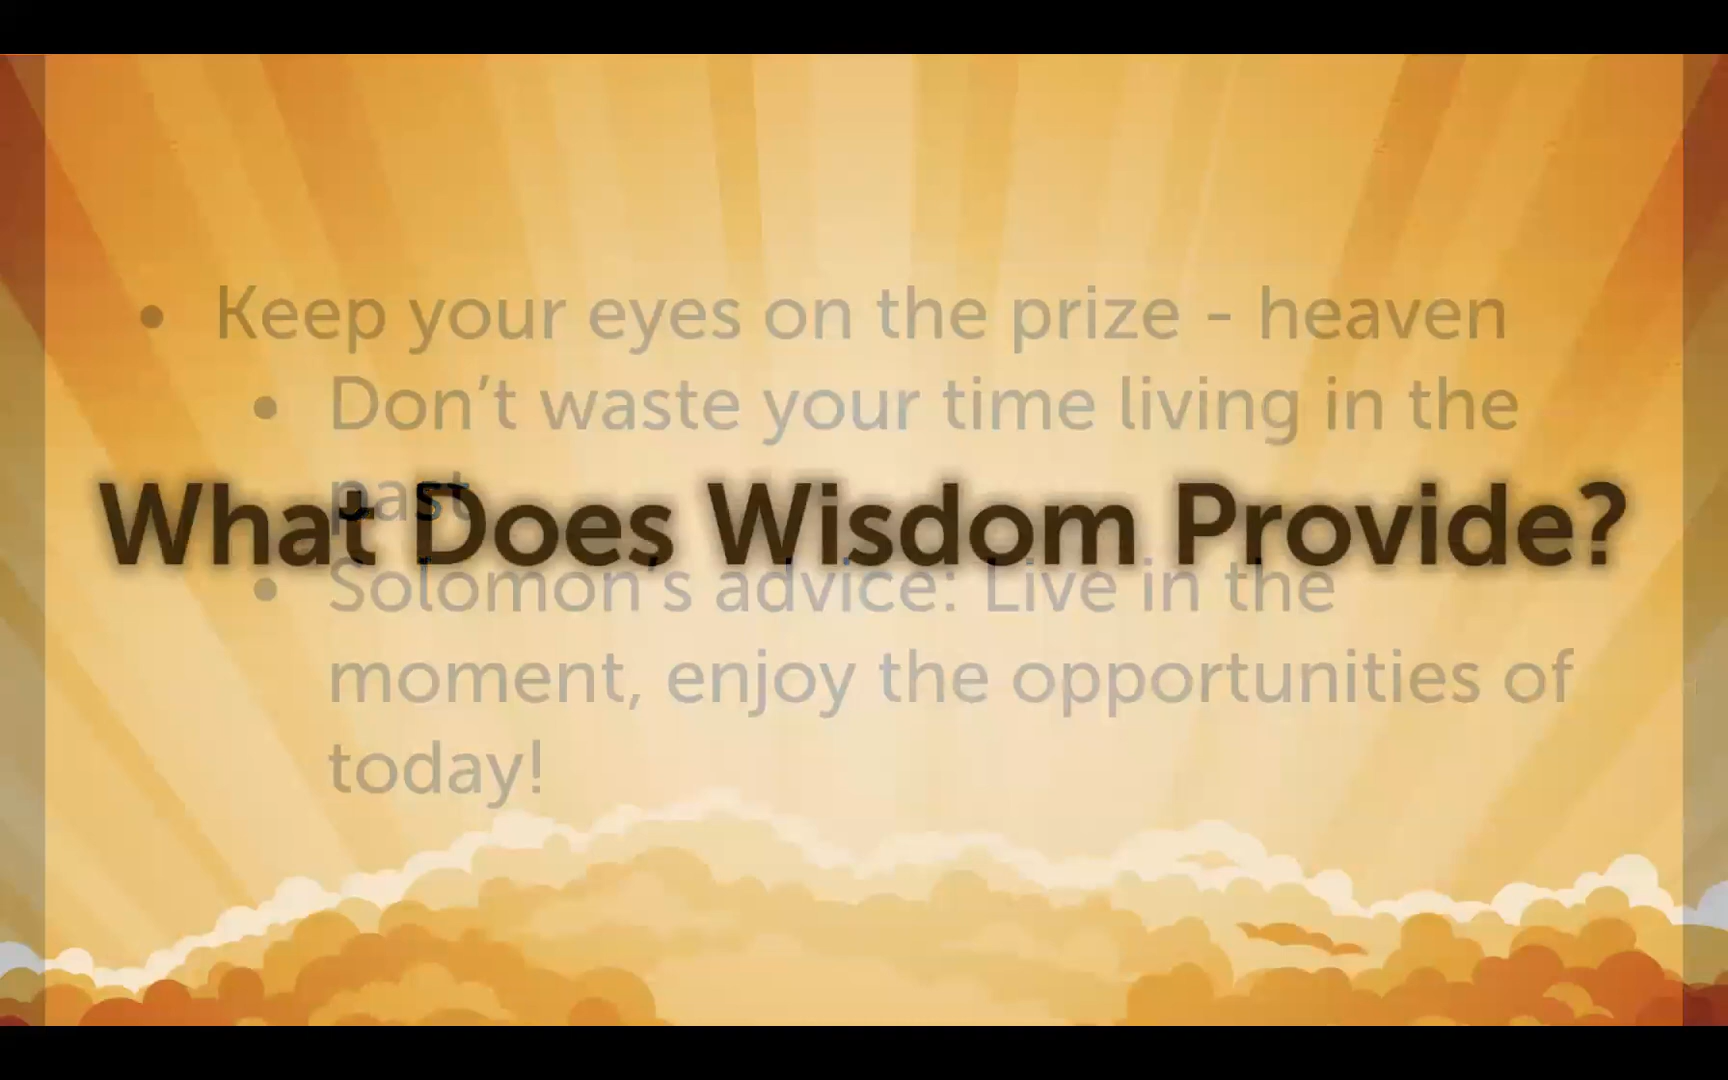 • Keep your eyes on the prize - heaven
• Don’t waste your time living in the
past
What Does Wisdom Provide?
• Solomon’s advice: Live in the
moment, enjoy the opportunities of
today!